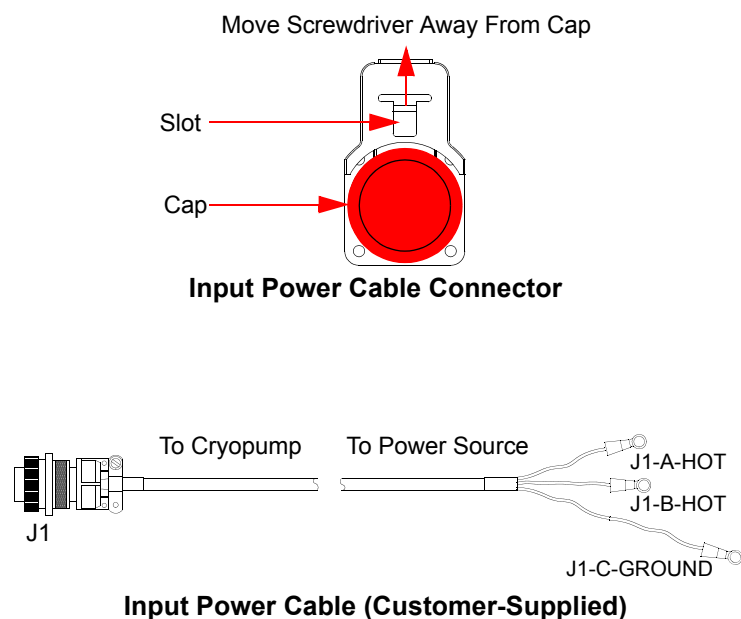 Move Screwdriver Away From Cap
Slot
Cap
Input Power Cable Connector
To Cryopump
To Power Source
J1-A-HOT
J1-B-HOT
J1
J1-C-GROUND
Input Power Cable (Customer-Supplied)